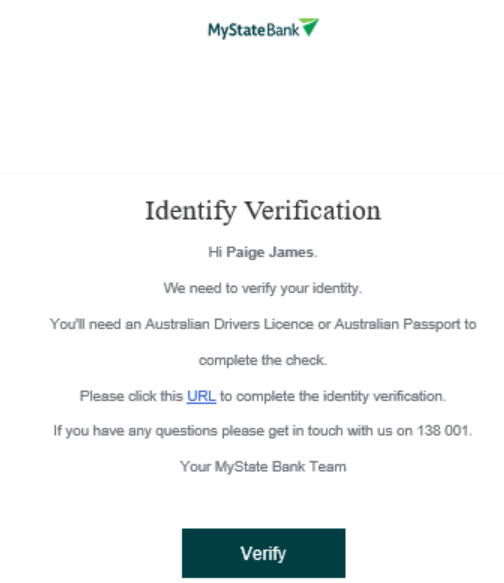 MyState Bank
Identify Verification
Hi Paige James.
We need to verify your identity.
You'll need an Australian Drivers Licence or Australian Passport to
complete the check.
Please click this URL to complete the identity verification.
If you have any questions please get in touch with us on 138 001.
Your MyState Bank Team
Verify